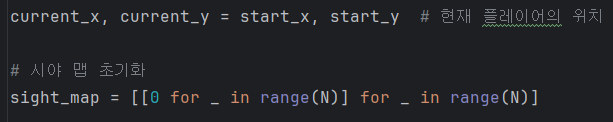 current_x, current_y = start_x, start_y  # 현재 플레이어의 위치
# 시야 맵 초기화
sight_map = [[0 for _ in range(N)] for _ in range(N)]